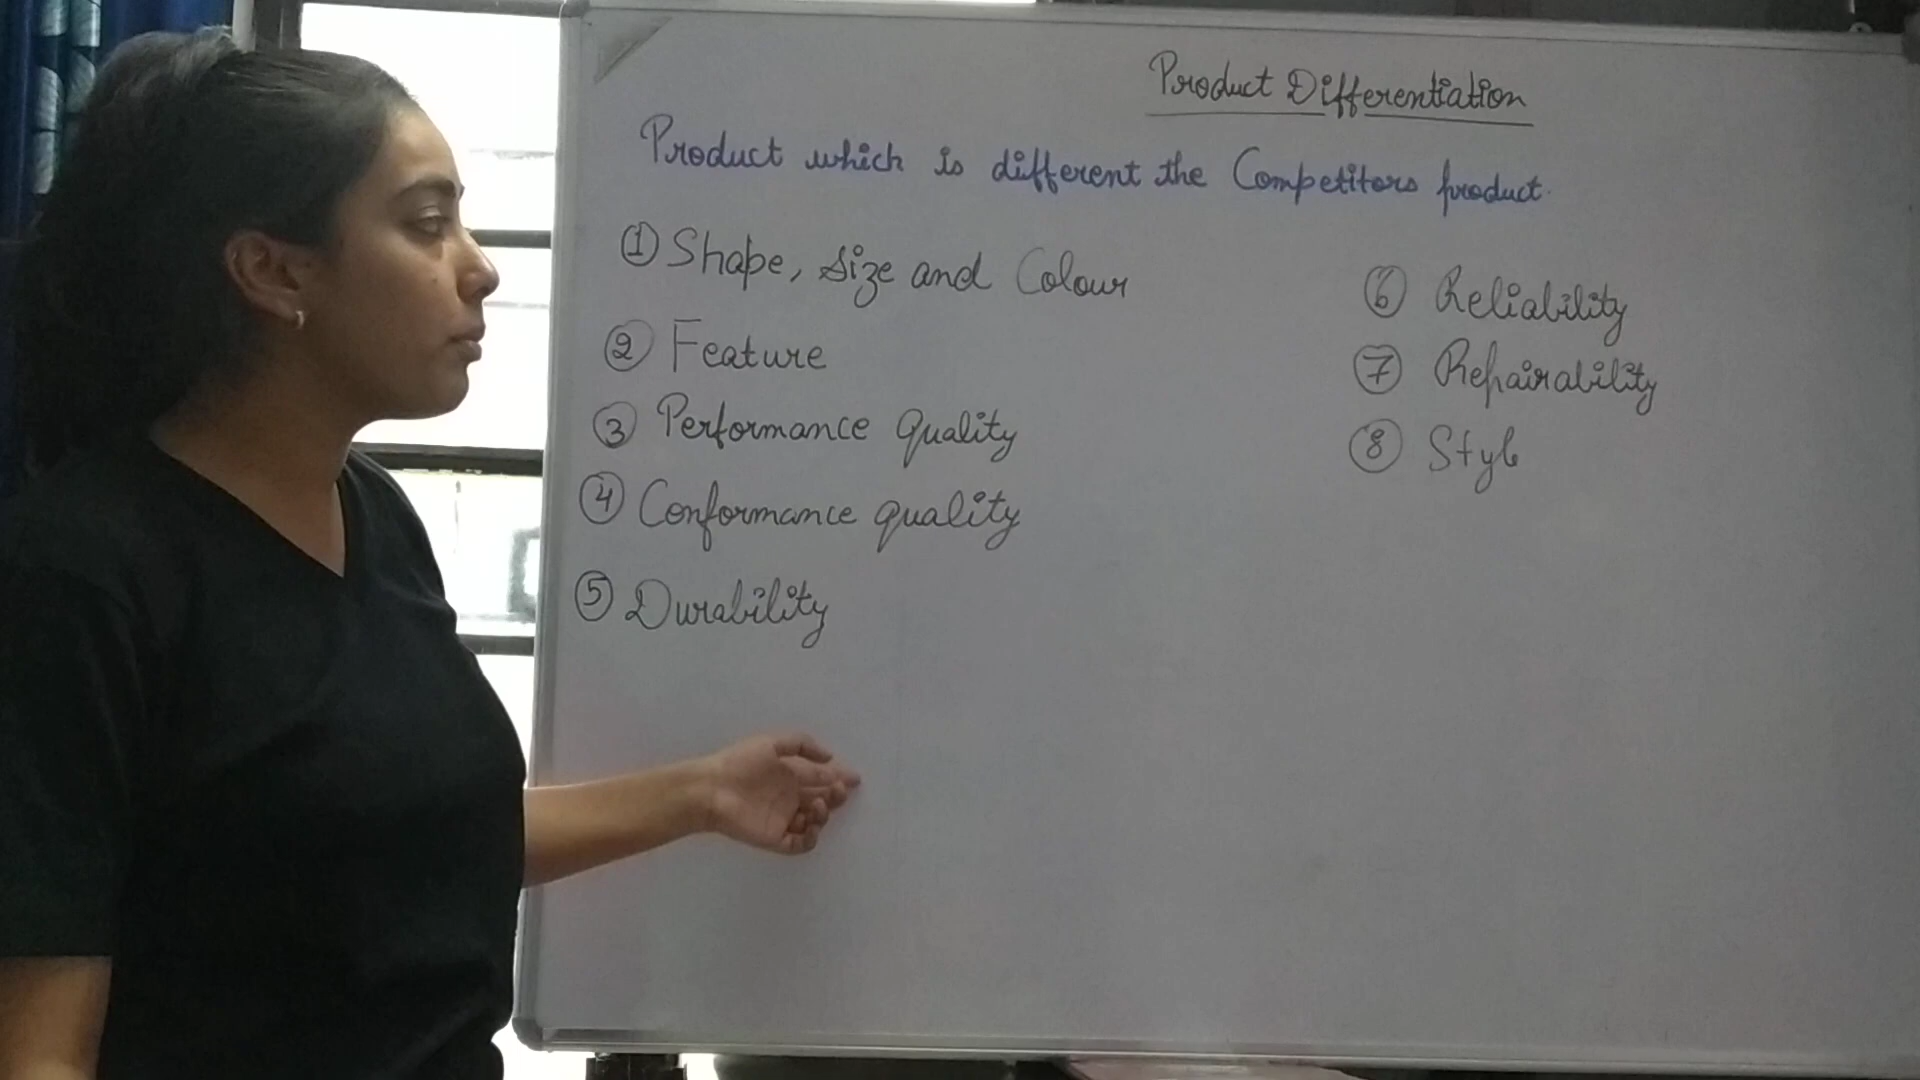 Product Differentiation
Product which is different the Competitors product.
① Shape, size and Colour
② Feature
③ Performance quality
④ Conformance quality
⑤ Durability
⑥ Reliability
⑦ Repairability
⑧ Style